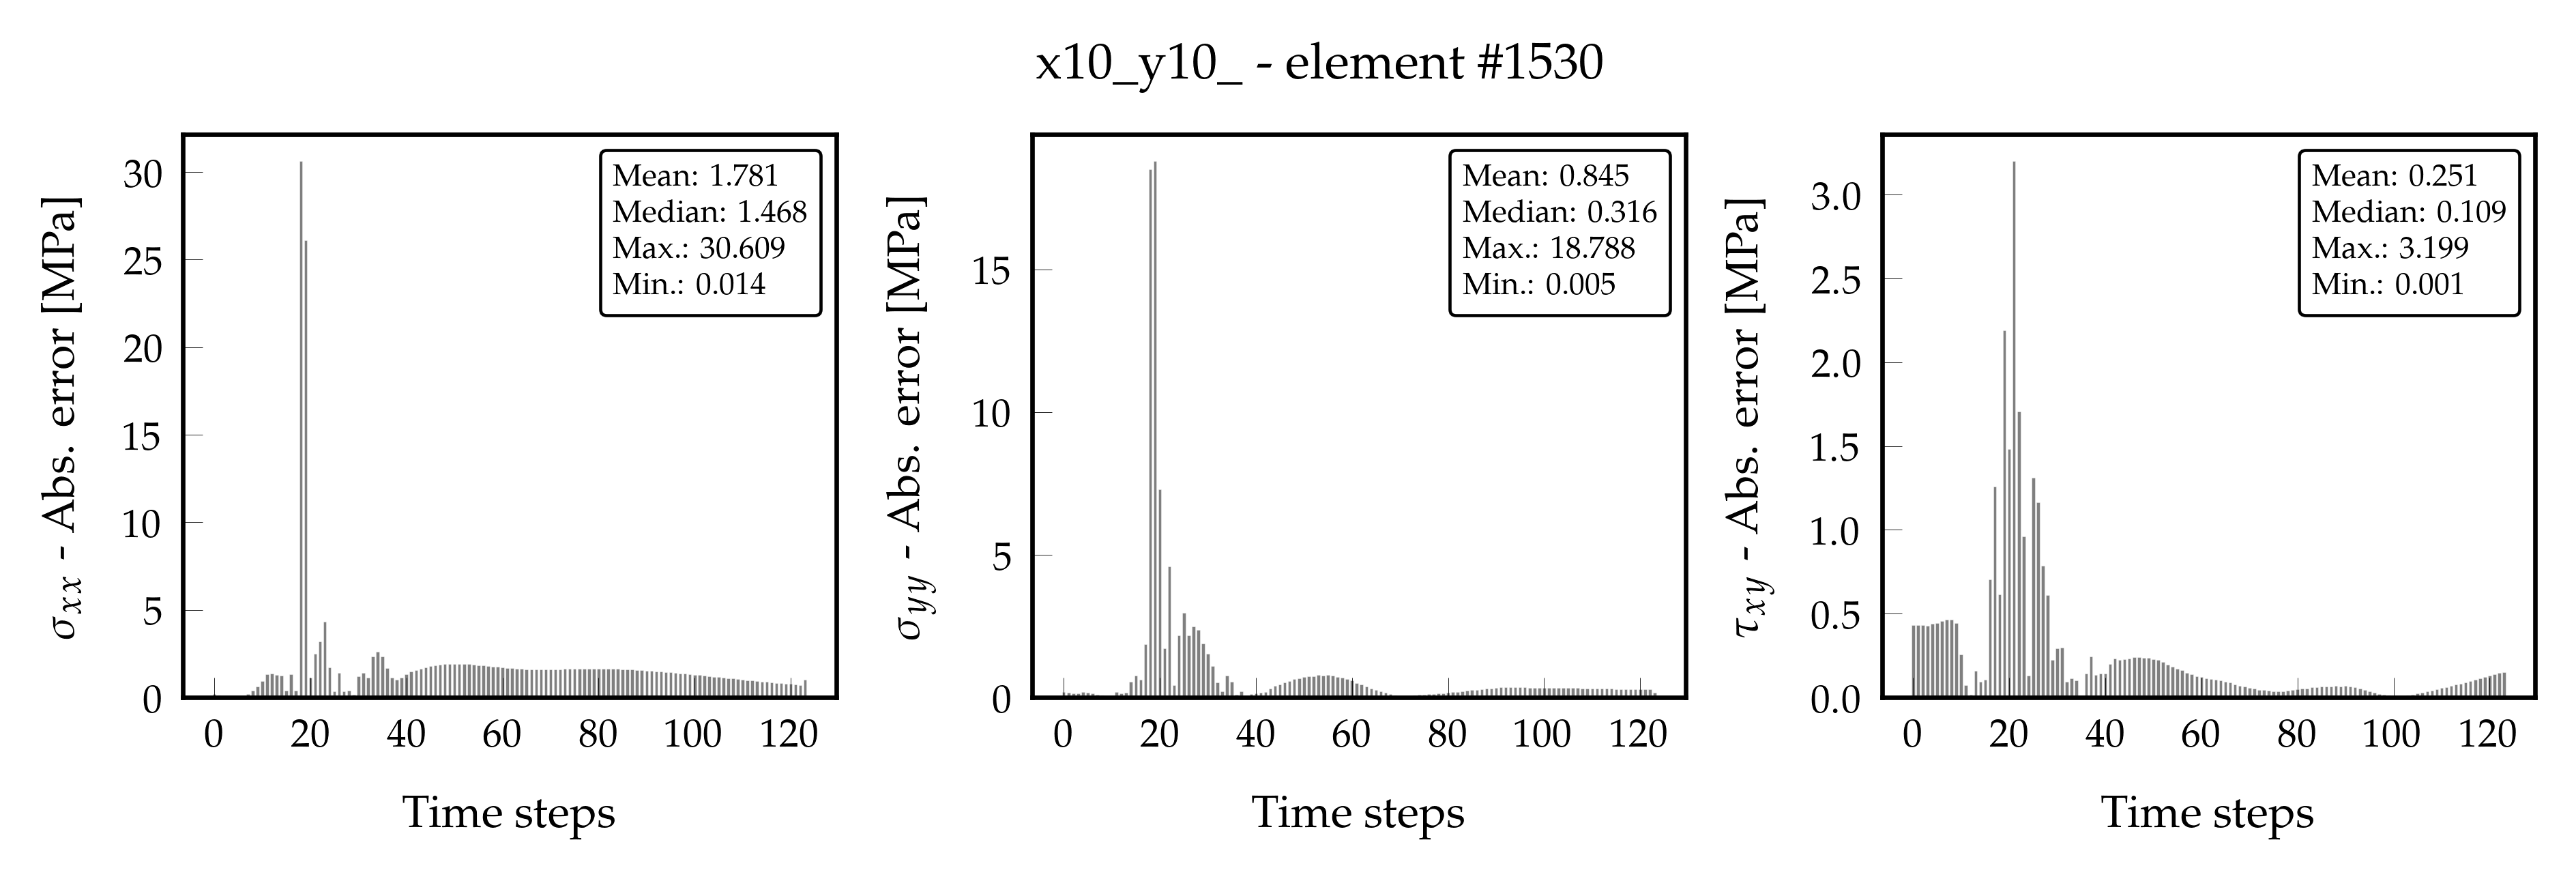 x10_y10_ - element #1530
σxx - Abs. error [MPa]
30
25
20
15
10
5
0
Mean: 1.781
Median: 1.468
Max.: 30.609
Min.: 0.014
0 20 40 60 80 100 120
Time steps
σyy - Abs. error [MPa]
15
10
5
0
Mean: 0.845
Median: 0.316
Max.: 18.788
Min.: 0.005
0 20 40 60 80 100 120
Time steps
τxy - Abs. error [MPa]
3.0
2.5
2.0
1.5
1.0
0.5
0.0
Mean: 0.251
Median: 0.109
Max.: 3.199
Min.: 0.001
0 20 40 60 80 100 120
Time steps